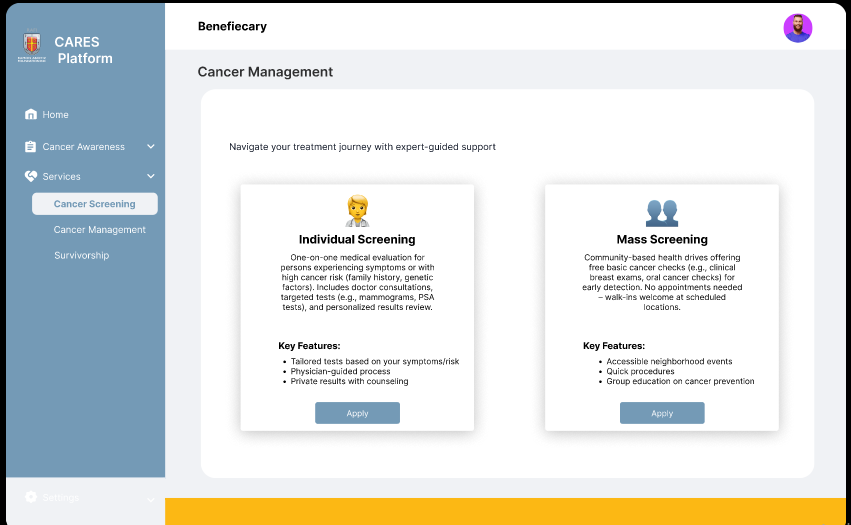 CARES
Platform
Home
Cancer Awareness
Services
Cancer Screening
Cancer Management
Survivorship
Settings
Benefiecary
Cancer Management
Navigate your treatment journey with expert-guided support
Individual Screening
One-on-one medical evaluation for
persons experiencing symptoms or with
high cancer risk (family history, genetic
factors). Includes doctor consultations,
targeted tests (e.g., mammograms, PSA
tests), and personalized results review.
Key Features:
• Tailored tests based on your symptoms/risk
• Physician-guided process
• Private results with counseling
Apply
Mass Screening
Community-based health drives offering
free basic cancer checks (e.g., clinical
breast exams, oral cancer checks) for
early detection. No appointments needed
– walk-ins welcome at scheduled
locations.
Key Features:
• Accessible neighborhood events
• Quick procedures
• Group education on cancer prevention
Apply